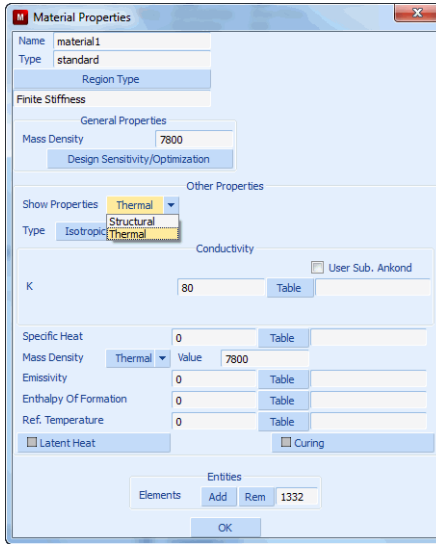 M Material Properties
Name material1
Type standard
Region Type
Finite Stiffness
General Properties
Mass Density 7800
Design Sensitivity/Optimization
Other Properties
Show Properties Thermal
Structural
Type Isotropic Thermal
Conductivity
User Sub. Ankond
K 80 Table
Specific Heat 0 Table
Mass Density Thermal Value 7800
Emissivity 0 Table
Enthalpy Of Formation 0 Table
Ref. Temperature 0 Table
Latent Heat Curing
Entities
Elements Add Rem 1332
OK